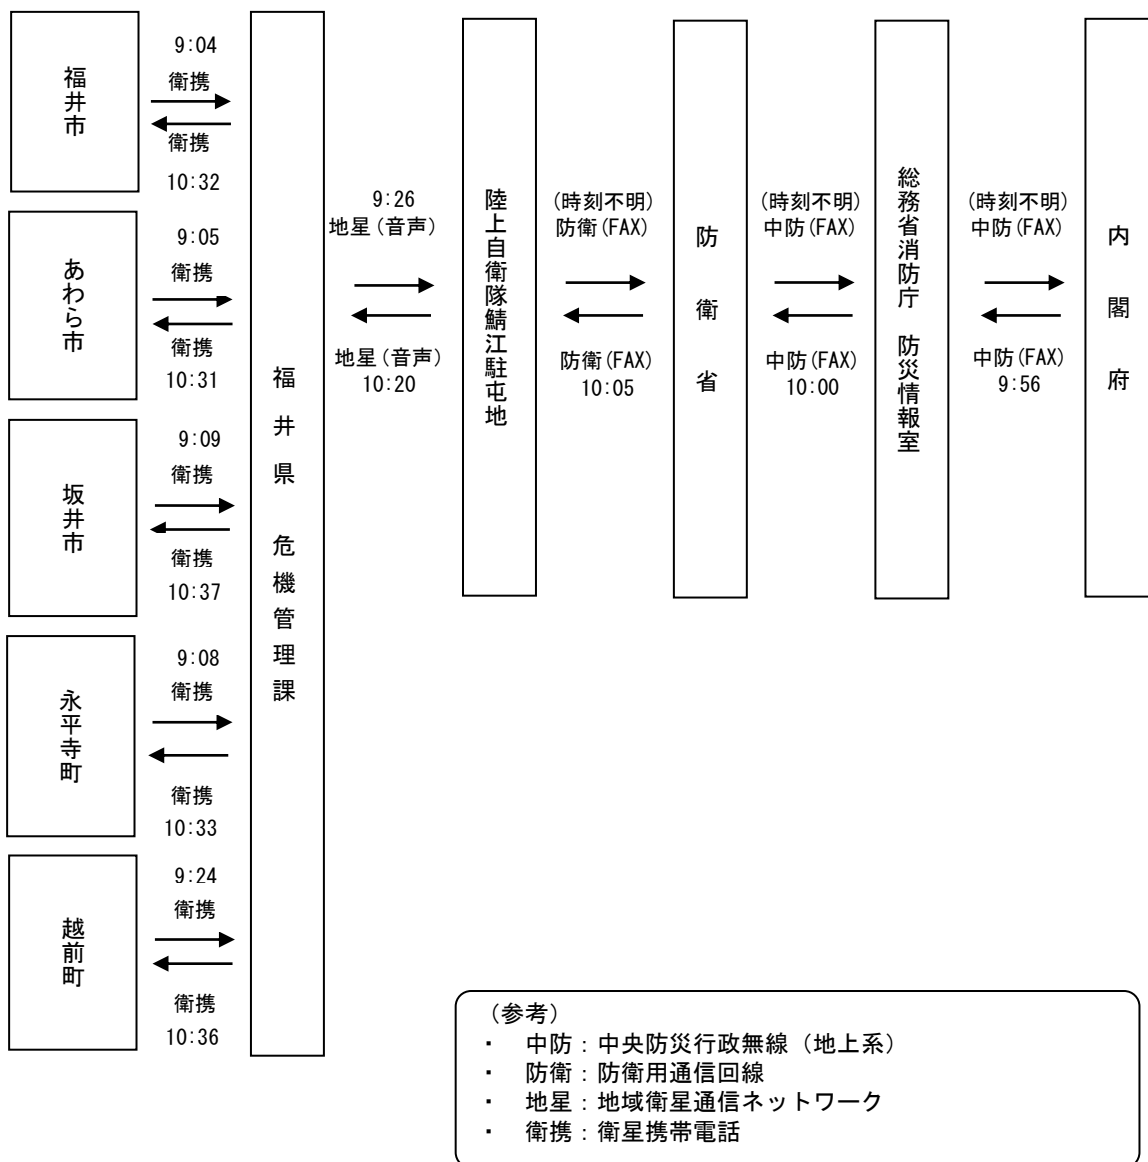 福井市
9:04
衛携
衛携
10:32
あわら市
9:05
衛携
衛携
10:31
坂井市
9:09
衛携
衛携
10:37
永平寺町
9:08
衛携
衛携
10:33
越前町
9:24
衛携
衛携
10:36
福井県 危機管理課
9:26
地星(音声)
地星(音声)
10:20
陸上自衛隊鯖江駐屯地
(時刻不明)
防衛(FAX)
防衛(FAX)
10:05
防衛省
(時刻不明)
中防(FAX)
中防(FAX)
10:00
総務省消防庁 防災情報室
(時刻不明)
中防(FAX)
中防(FAX)
9:56
内閣府
(参考)
・ 中防：中央防災行政無線（地上系）
・ 防衛：防衛用通信回線
・ 地星：地域衛星通信ネットワーク
・ 衛携：衛星携帯電話